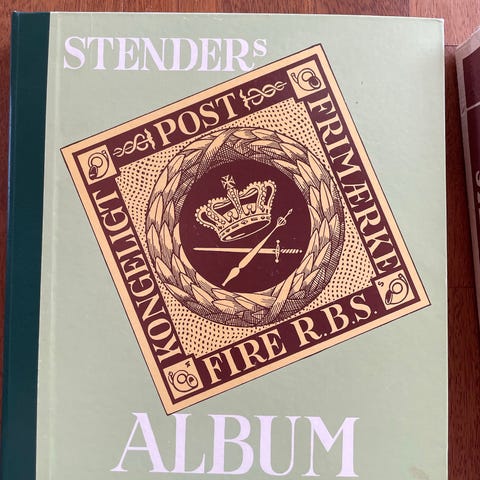 STENDERs
KONGELIGT
POST
FRIMÆRKE
FIRE R.B.S.
ALBUM